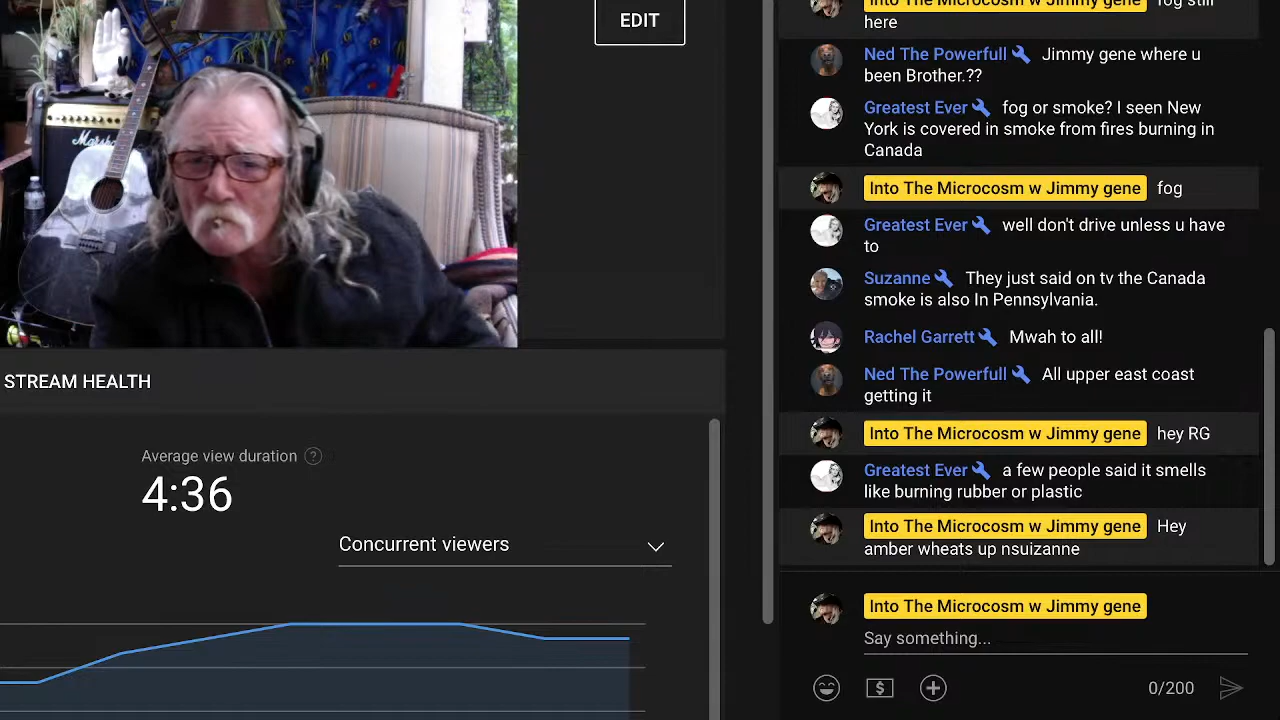 EDIT
Marshall
STREAM HEALTH
Average view duration ?
4:36
Concurrent viewers
Into The Microcosm w Jimmy gene fog still
here
Ned The Powerfull Jimmy gene where u
been Brother.??
Greatest Ever fog or smoke? I seen New
York is covered in smoke from fires burning in
Canada
Into The Microcosm w Jimmy gene fog
Greatest Ever well don't drive unless u have
to
Suzanne They just said on tv the Canada
smoke is also In Pennsylvania.
Rachel Garrett Mwah to all!
Ned The Powerfull All upper east coast
getting it
Into The Microcosm w Jimmy gene hey RG
Greatest Ever a few people said it smells
like burning rubber or plastic
Into The Microcosm w Jimmy gene Hey
amber wheats up nsuizanne
Into The Microcosm w Jimmy gene
Say something...
$
0/200